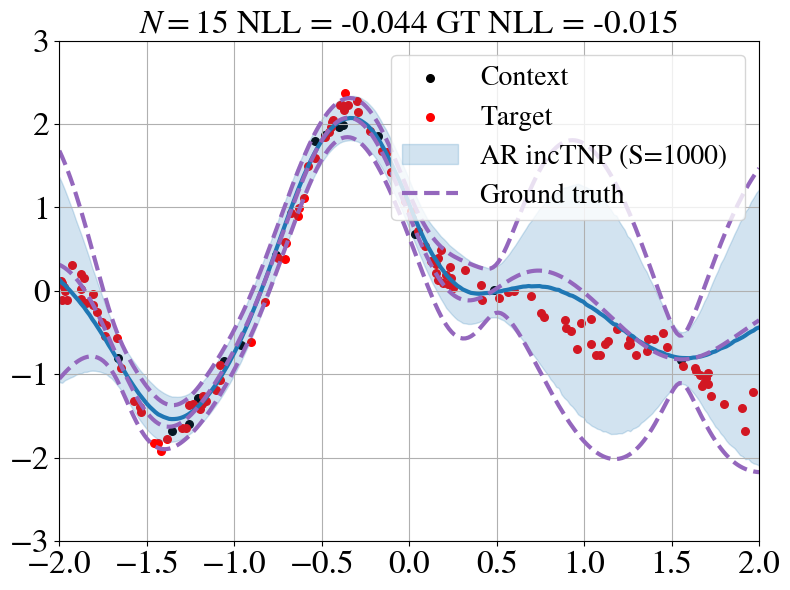 N = 15 NLL = -0.044 GT NLL = -0.015
3
2
1
0
−1
−2
−3
Context
Target
AR incTNP (S=1000)
Ground truth
−2.0 −1.5 −1.0 −0.5 0.0 0.5 1.0 1.5 2.0